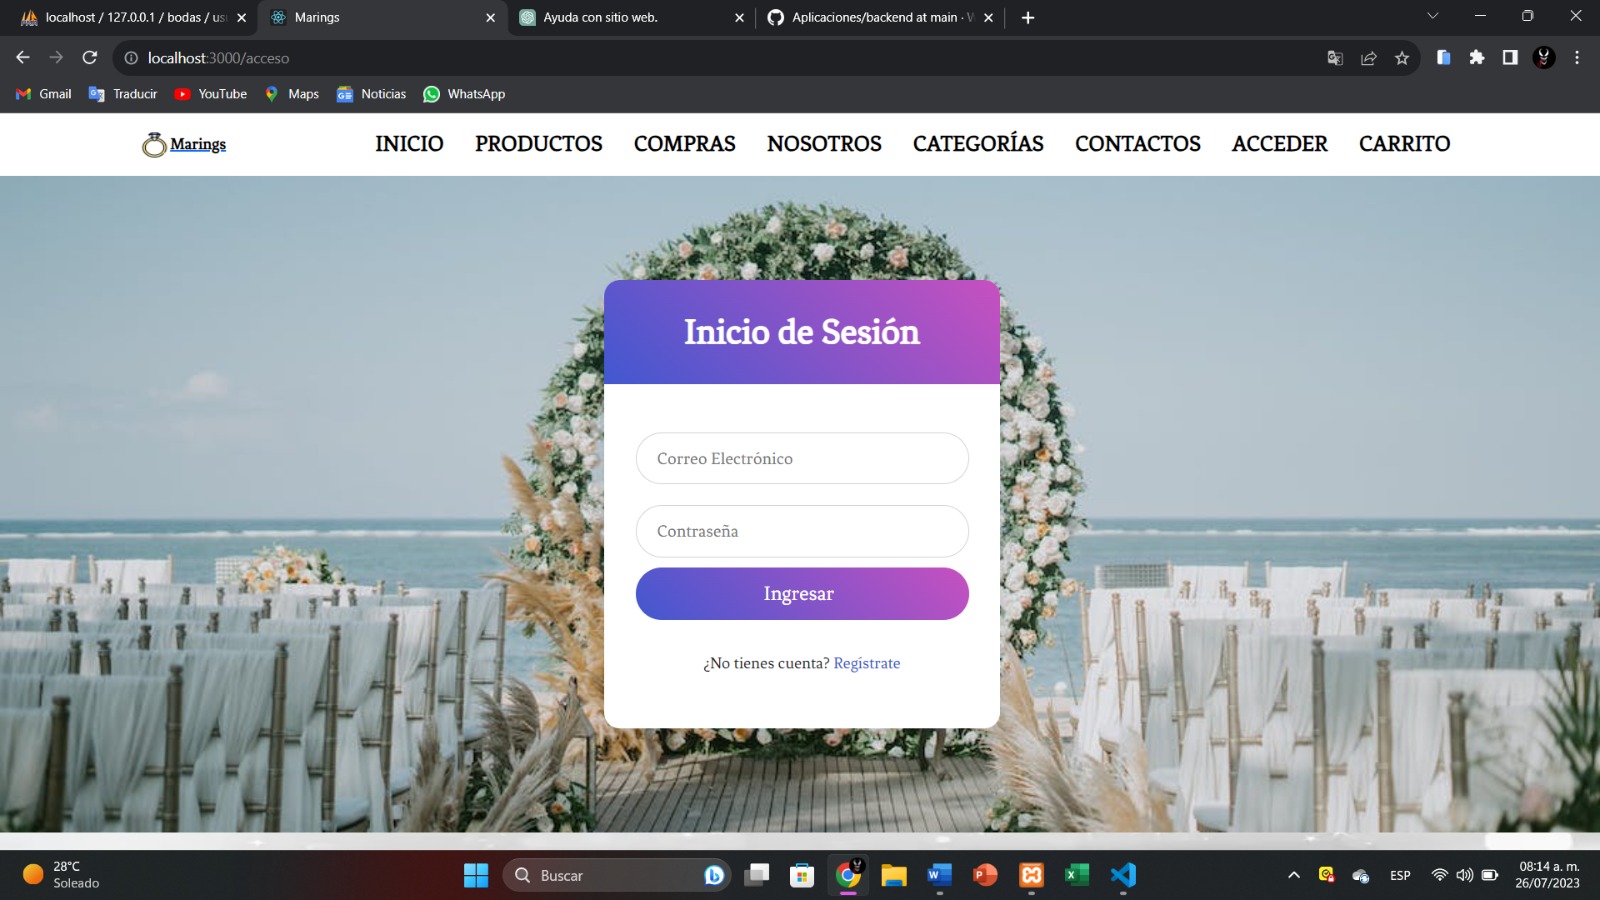 localhost / 127.0.0.1 / bodas / us
Marings
Ayuda con sitio web.
Aplicaciones/backend at main ·
localhost:3000/acceso
Gmail
Traducir
YouTube
Maps
Noticias
WhatsApp
Marings
INICIO
PRODUCTOS
COMPRAS
NOSOTROS
CATEGORÍAS
CONTACTOS
ACCEDER
CARRITO
Inicio de Sesión
Correo Electrónico
Contraseña
Ingresar
¿No tienes cuenta? Regístrate
28°C
Soleado
Buscar
ESP
08:14 a. m.
26/07/2023